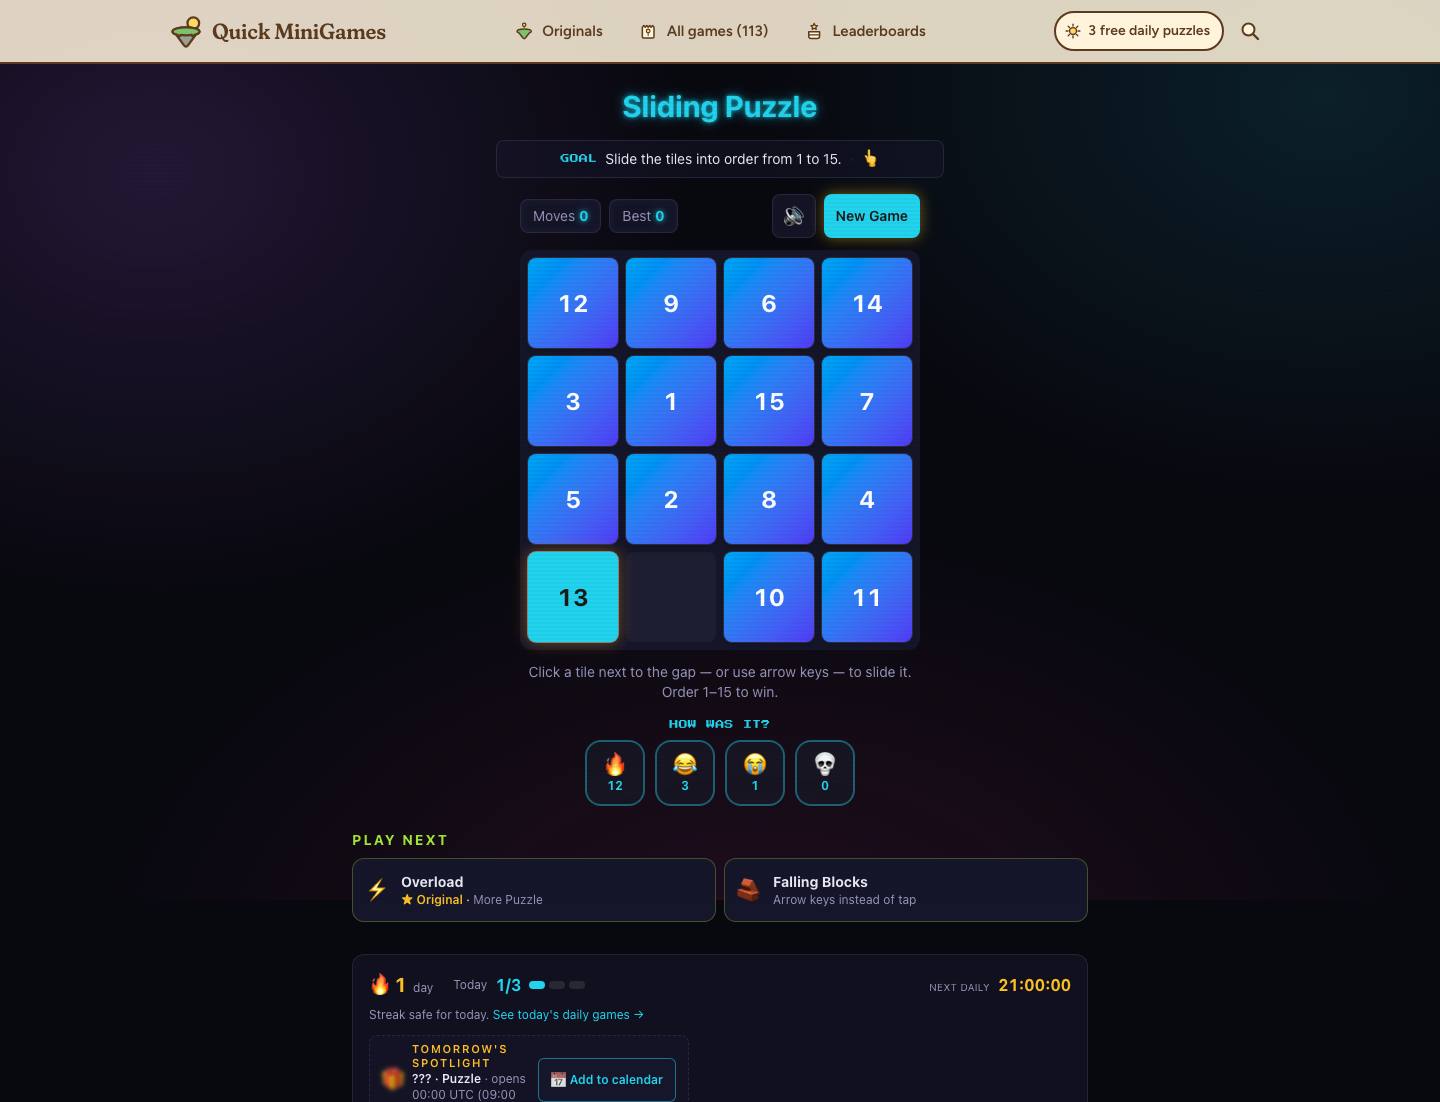 Quick MiniGames
Originals
All games (113)
Leaderboards
3 free daily puzzles
Sliding Puzzle
GOAL Slide the tiles into order from 1 to 15.
Moves 0
Best 0
New Game
12 9 6 14
3 1 15 7
5 2 8 4
13 10 11
Click a tile next to the gap — or use arrow keys — to slide it.
Order 1–15 to win.
HOW WAS IT?
12 3 1 0
PLAY NEXT
Overload
Original · More Puzzle
Falling Blocks
Arrow keys instead of tap
1 day Today 1/3
NEXT DAILY 21:00:00
Streak safe for today. See today's daily games →
TOMORROW'S
SPOTLIGHT
??? · Puzzle · opens
00:00 UTC (09:00
Add to calendar